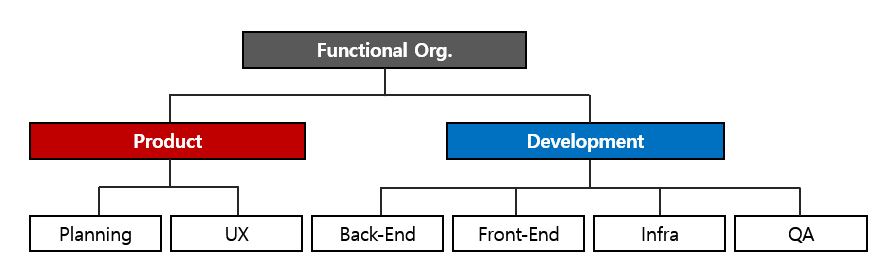 Functional Org.
Product
Development
Planning
UX
Back-End
Front-End
Infra
QA